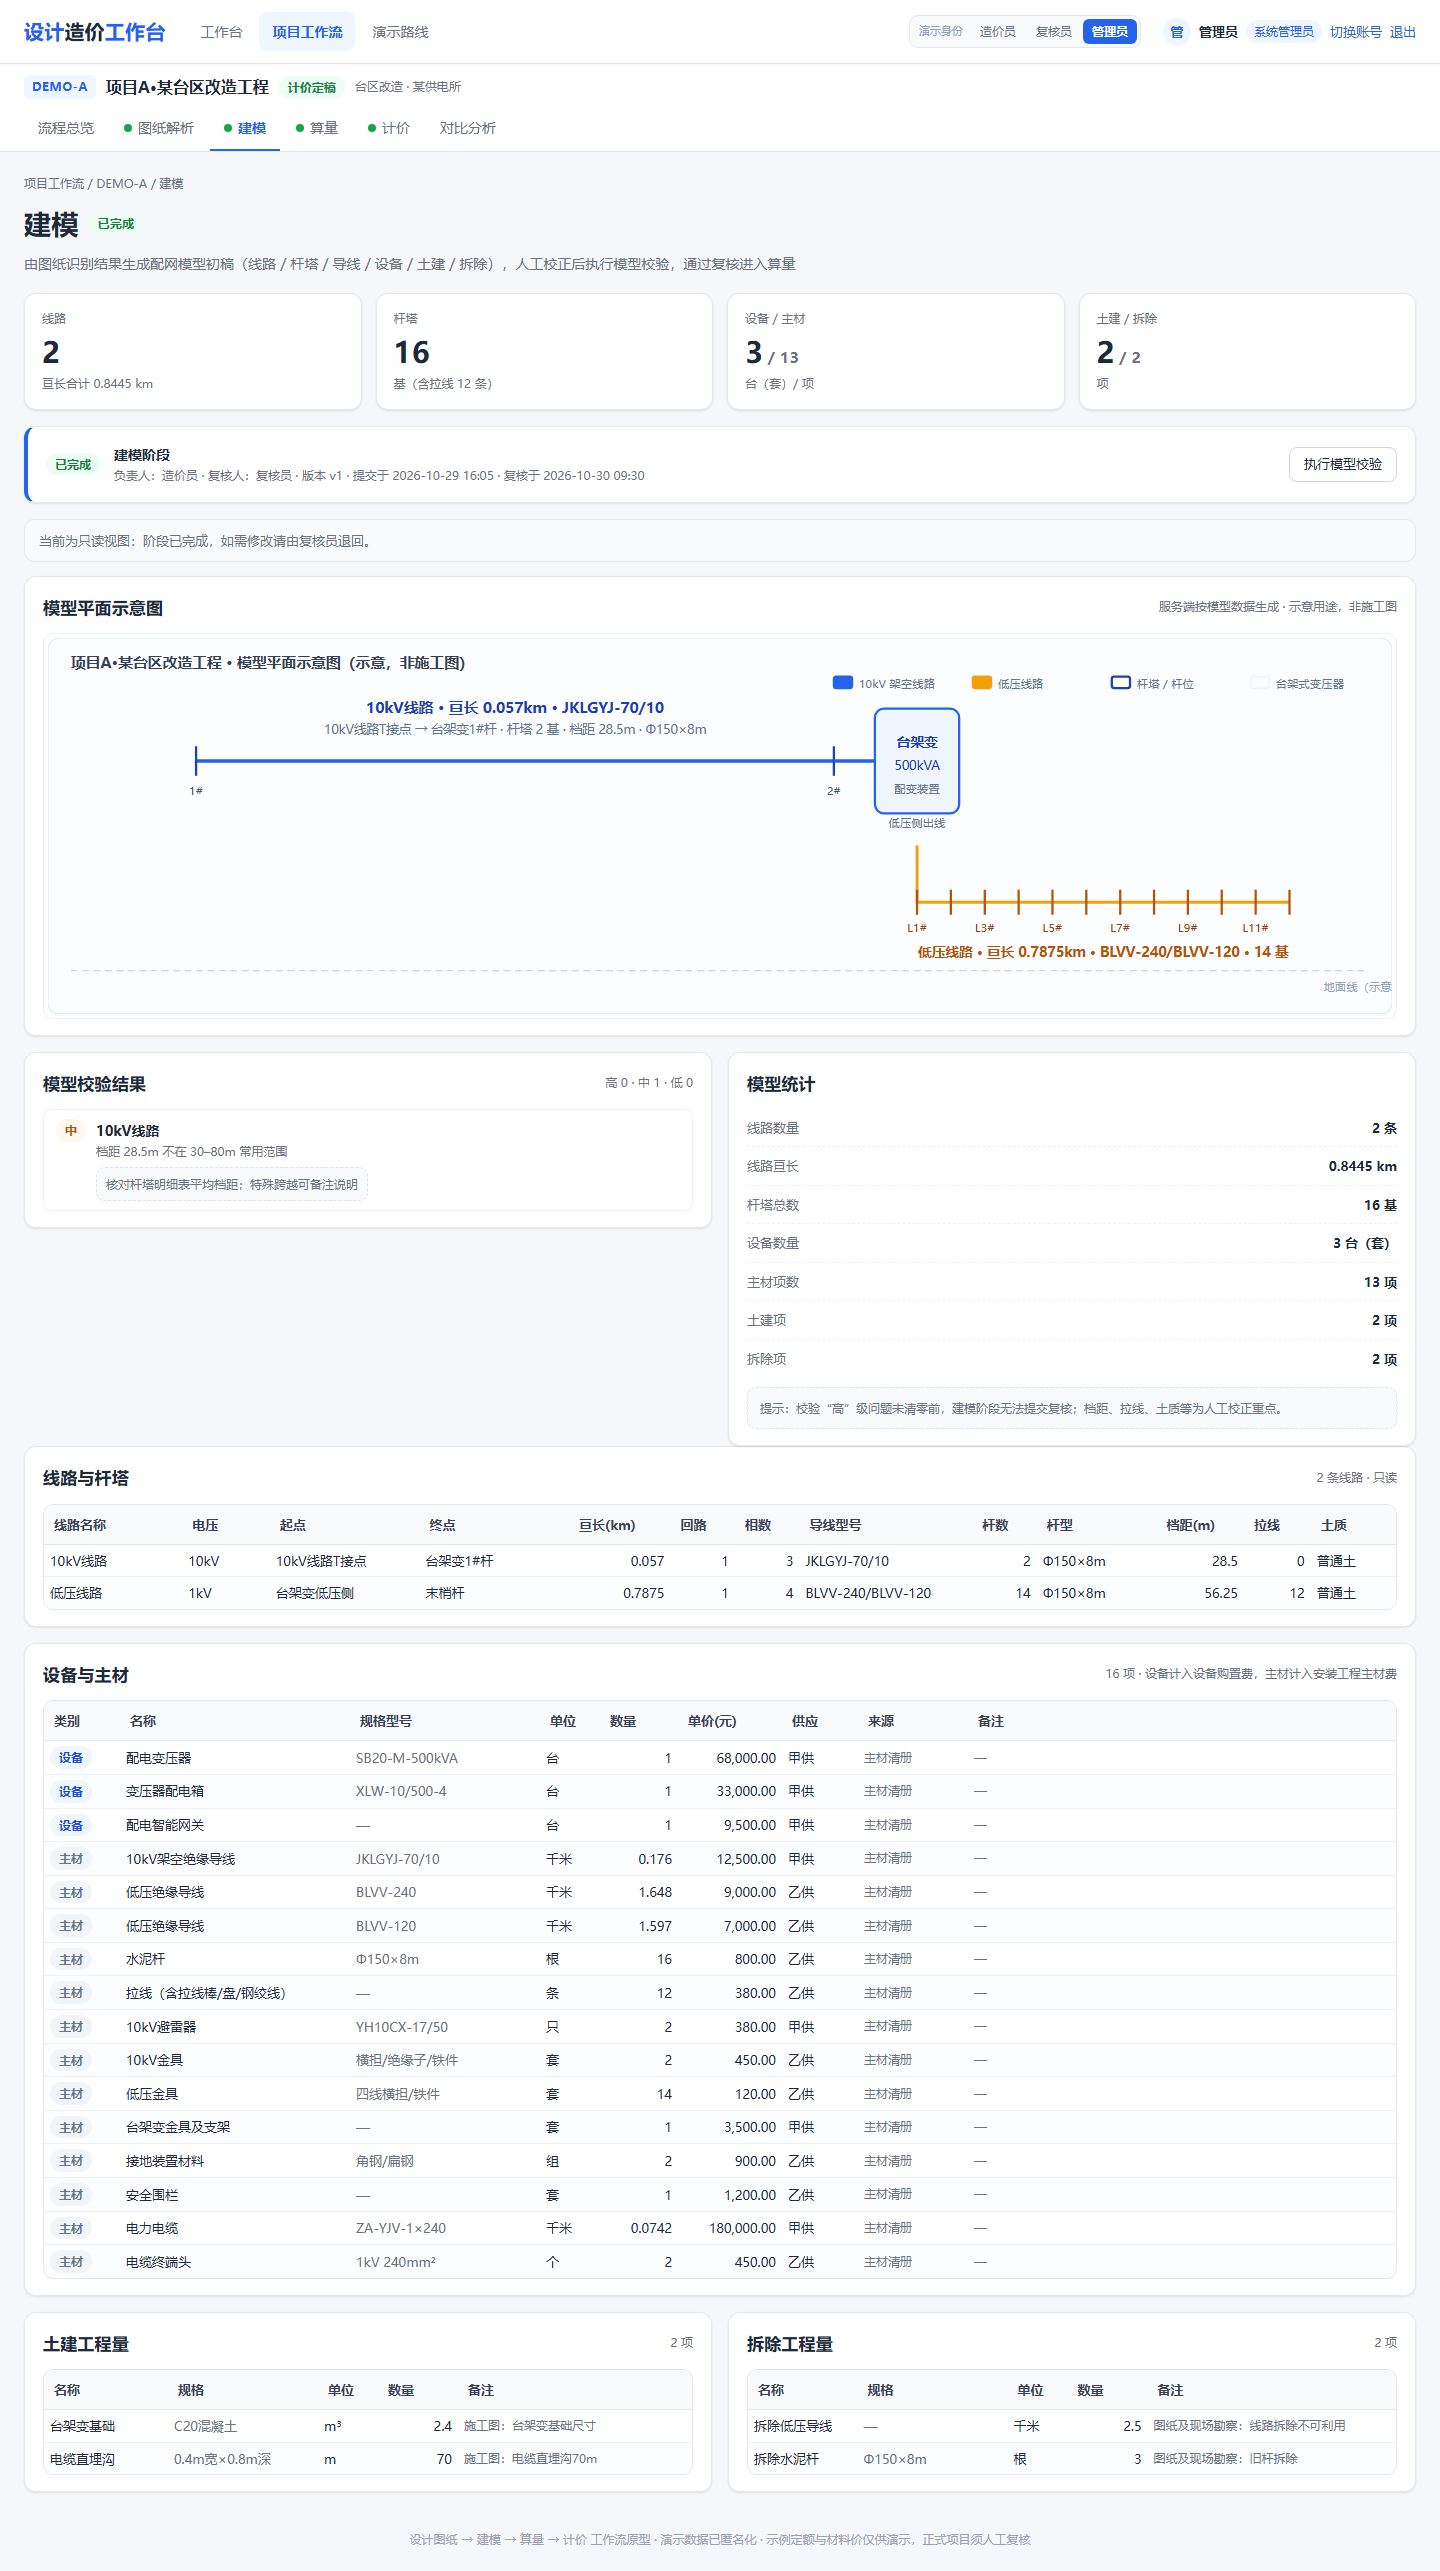 设计造价工作台 工作台 项目工作流 演示路线 演示身份 造价员 复核员 管理员 管 管理员 系统管理员 切换账号 退出
DEMO-A 项目A•某台区改造工程 计价定稿 台区改造 · 某供电所
流程总览 图纸解析 建模 算量 计价 对比分析
项目工作流 / DEMO-A / 建模
建模 已完成
由图纸识别结果生成配网模型初稿（线路 / 杆塔 / 导线 / 设备 / 土建 / 拆除），人工校正后执行模型校验，通过复核进入算量
线路 杆塔 设备 / 主材 土建 / 拆除
2 16 3 / 13 2 / 2
亘长合计 0.8445 km 基（含拉线 12 条） 台（套）/ 项 项
建模阶段
已完成 负责人：造价员 · 复核人：复核员 · 版本 v1 · 提交于 2026-10-29 16:05 · 复核于 2026-10-30 09:30 执行模型校验
当前为只读视图：阶段已完成，如需修改请由复核员退回。
模型平面示意图 服务端按模型数据生成 · 示意用途，非施工图
项目A•某台区改造工程 • 模型平面示意图（示意，非施工图）
10kV 架空线路 低压线路 杆塔 / 杆位 台架式变压器
10kV线路 • 亘长 0.057km • JKLGYJ-70/10
10kV线路T接点 → 台架变1#杆 · 杆塔 2 基 · 档距 28.5m · Φ150×8m
台架变
500kVA
1# 2# 配变装置
低压侧出线
L1# L3# L5# L7# L9# L11#
低压线路 • 亘长 0.7875km • BLVV-240/BLVV-120 • 14 基
地面线（示意
模型校验结果 高 0 · 中 1 · 低 0
中 10kV线路
档距 28.5m 不在 30–80m 常用范围
核对杆塔明细表平均档距；特殊跨越可备注说明
模型统计
线路数量 2 条
线路亘长 0.8445 km
杆塔总数 16 基
设备数量 3 台（套）
主材项数 13 项
土建项 2 项
拆除项 2 项
提示：校验“高”级问题未清零前，建模阶段无法提交复核；档距、拉线、土质等为人工校正重点。
线路与杆塔 2 条线路 · 只读
线路名称 电压 起点 终点 亘长(km) 回路 相数 导线型号 杆数 杆型 档距(m) 拉线 土质
10kV线路 10kV 10kV线路T接点 台架变1#杆 0.057 1 3 JKLGYJ-70/10 2 Φ150×8m 28.5 0 普通土
低压线路 1kV 台架变低压侧 末梢杆 0.7875 1 4 BLVV-240/BLVV-120 14 Φ150×8m 56.25 12 普通土
设备与主材 16 项 · 设备计入设备购置费，主材计入安装工程主材费
类别 名称 规格型号 单位 数量 单价(元) 供应 来源 备注
设备 配电变压器 SB20-M-500kVA 台 1 68,000.00 甲供 主材清册 —
设备 变压器配电箱 XLW-10/500-4 台 1 33,000.00 甲供 主材清册 —
设备 配电智能网关 — 台 1 9,500.00 甲供 主材清册 —
主材 10kV架空绝缘导线 JKLGYJ-70/10 千米 0.176 12,500.00 甲供 主材清册 —
主材 低压绝缘导线 BLVV-240 千米 1.648 9,000.00 乙供 主材清册 —
主材 低压绝缘导线 BLVV-120 千米 1.597 7,000.00 乙供 主材清册 —
主材 水泥杆 Φ150×8m 根 16 800.00 乙供 主材清册 —
主材 拉线（含拉线棒/盘/钢绞线） — 条 12 380.00 乙供 主材清册 —
主材 10kV避雷器 YH10CX-17/50 只 2 380.00 甲供 主材清册 —
主材 10kV金具 横担/绝缘子/铁件 套 2 450.00 乙供 主材清册 —
主材 低压金具 四线横担/铁件 套 14 120.00 乙供 主材清册 —
主材 台架变金具及支架 — 套 1 3,500.00 甲供 主材清册 —
主材 接地装置材料 角钢/扁钢 组 2 900.00 乙供 主材清册 —
主材 安全围栏 — 套 1 1,200.00 乙供 主材清册 —
主材 电力电缆 ZA-YJV-1×240 千米 0.0742 180,000.00 甲供 主材清册 —
主材 电缆终端头 1kV 240mm² 个 2 450.00 乙供 主材清册 —
土建工程量 2 项
名称 规格 单位 数量 备注
台架变基础 C20混凝土 m³ 2.4 施工图：台架变基础尺寸
电缆直埋沟 0.4m宽×0.8m深 m 70 施工图：电缆直埋沟70m
拆除工程量 2 项
名称 规格 单位 数量 备注
拆除低压导线 — 千米 2.5 图纸及现场勘察：线路拆除不可利用
拆除水泥杆 Φ150×8m 根 3 图纸及现场勘察：旧杆拆除
设计图纸 → 建模 → 算量 → 计价 工作流原型 · 演示数据已匿名化 · 示例定额与材料价仅供演示，正式项目须人工复核